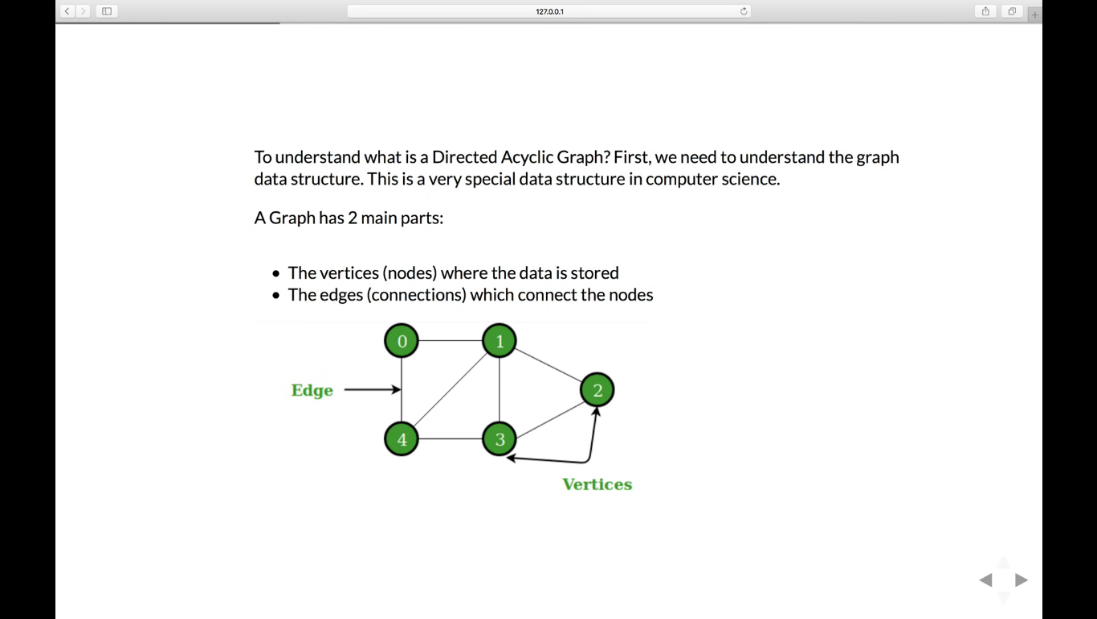 127.0.0.1
To understand what is a Directed Acyclic Graph? First, we need to understand the graph
data structure. This is a very special data structure in computer science.
A Graph has 2 main parts:
• The vertices (nodes) where the data is stored
• The edges (connections) which connect the nodes
0
1
Edge
2
4
3
Vertices